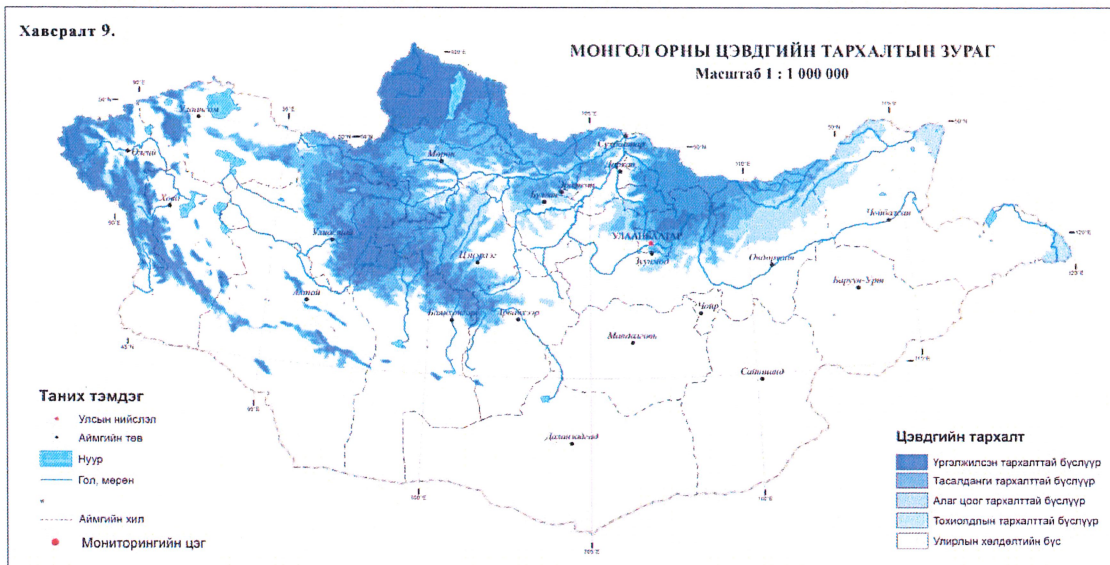 Хавсралт 9.
МОНГОЛ ОРНЫ ЦЭВДГИЙН ТАРХАЛТЫН ЗУРАГ
Масштаб 1 : 1 000 000
Улаангом
Өлгий
Ховд
Мөрөн
Сүхбаатар
Дархан
Эрдэнэт
Булган
УЛААНБААТАР
Зуунмод
Улиастай
Цэцэрлэг
Чойбалсан
Өндөрхаан
Баруун-Урт
Алтай
Баянхонгор
Арвайхээр
Чойр
Мандалговь
Сайншанд
Даланзадгад
Таних тэмдэг
Улсын нийслэл
Аймгийн төв
Нуур
Гол, мөрөн
Аймгийн хил
Мониторингийн цэг
Цэвдгийн тархалт
Үргэлжилсэн тархалттай бүслүүр
Тасалданги тархалттай бүслүүр
Алаг цоог тархалттай бүслүүр
Тохиолдлын тархалттай бүслүүр
Улирлын хөлдөлтийн бүс